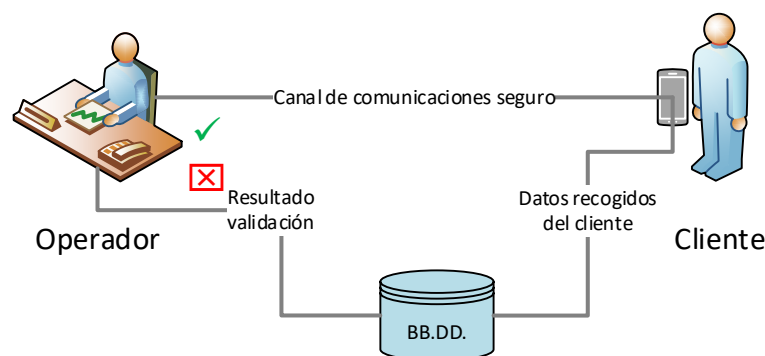 Canal de comunicaciones seguro
Resultado
validación
Datos recogidos
del cliente
Operador
Cliente
BB.DD.